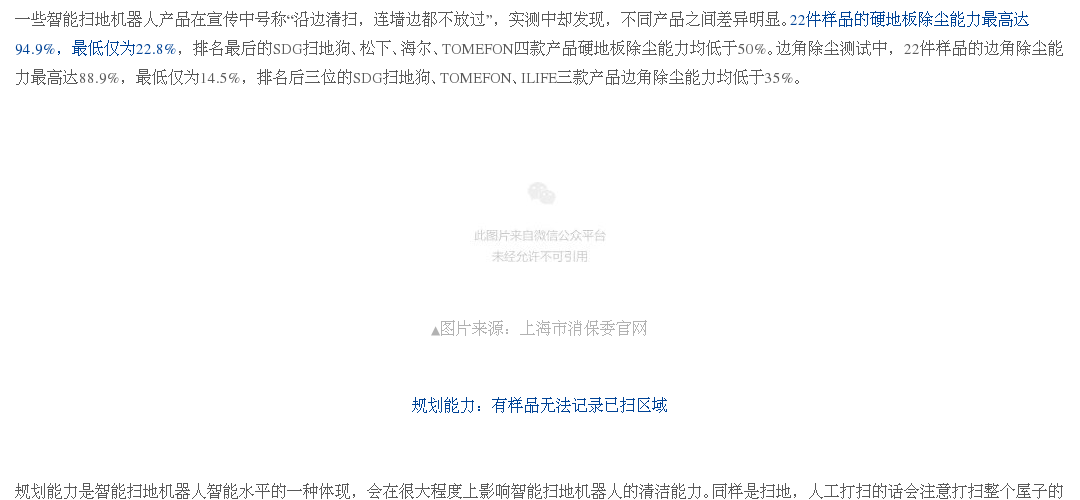 一些智能扫地机器人产品在宣传中号称“沿边清扫，连墙边都不放过”，实测中却发现，不同产品之间差异明显。22件样品的硬地板除尘能力最高达
94.9%，最低仅为22.8%，排名最后的SDG扫地狗、松下、海尔、TOMEFON四款产品硬地板除尘能力均低于50%。边角除尘测试中，22件样品的边角除尘能
力最高达88.9%，最低仅为14.5%，排名后三位的SDG扫地狗、TOMEFON、ILIFE三款产品边角除尘能力均低于35%。
此图片来自微信公众平台
未经允许不可引用
▲图片来源：上海市消保委官网
规划能力：有样品无法记录已扫区域
规划能力是智能扫地机器人智能水平的一种体现，会在很大程度上影响智能扫地机器人的清洁能力。同样是扫地，人工打扫的话会注意打扫整个屋子的